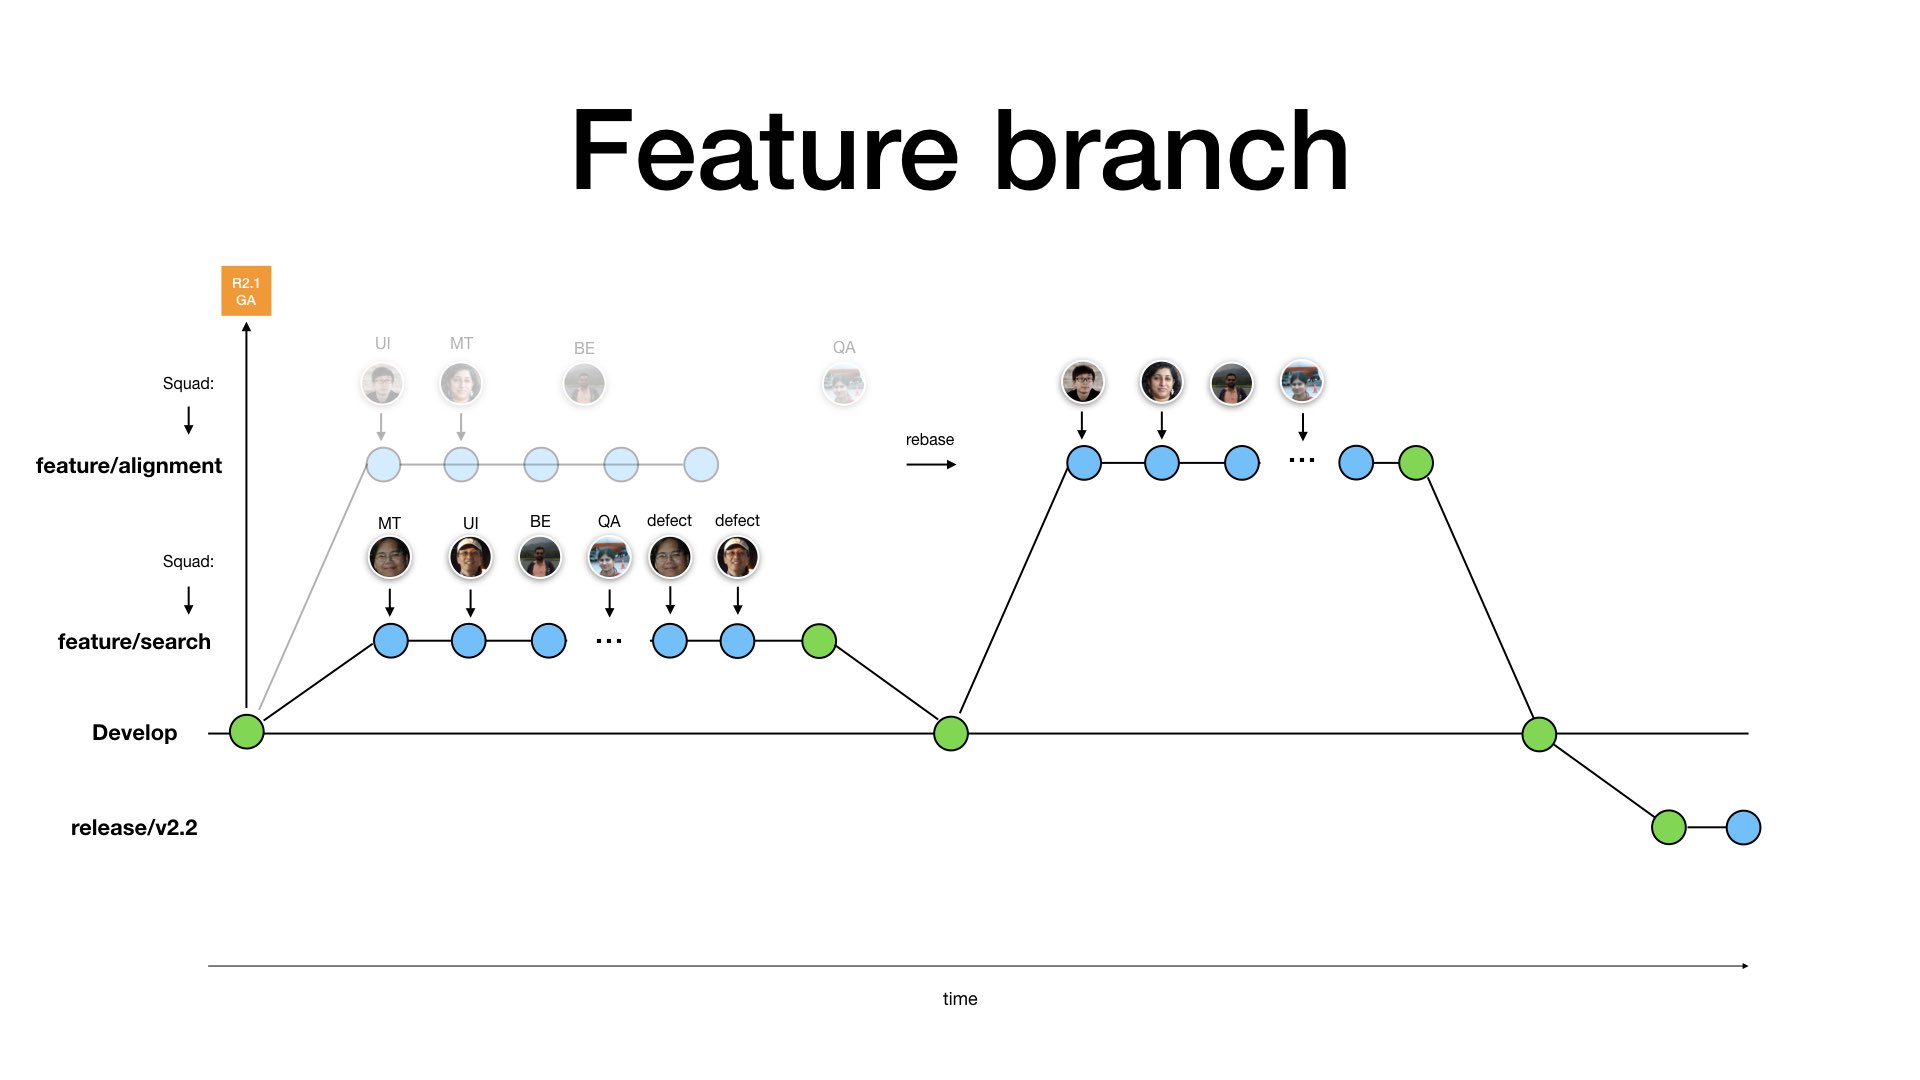 Feature branch
R2.1
GA
UI
MT
BE
QA
Squad:
rebase
feature/alignment
MT
UI
BE
QA
defect
defect
...
Squad:
feature/search
...
Develop
release/v2.2
time